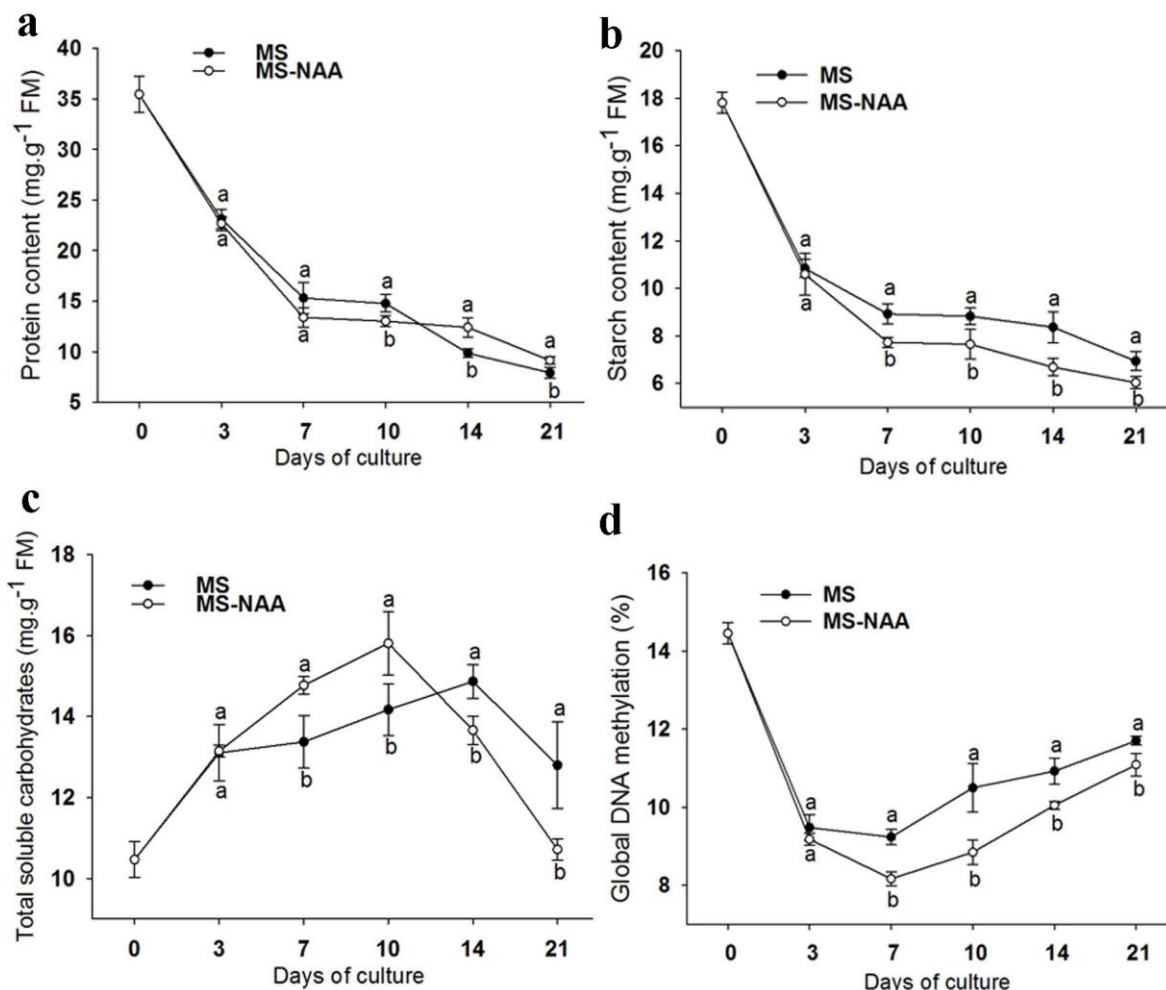 a
MS
MS-NAA
Protein content (mg.g⁻¹ FM)
40
35
30
25
20
15
10
5
a
a
a
a
a
b
a
b
a
b
0 3 7 10 14 21
Days of culture
b
MS
MS-NAA
Starch content (mg.g⁻¹ FM)
20
18
16
14
12
10
8
6
a
a
a
b
a
b
a
b
a
b
0 3 7 10 14 21
Days of culture
c
MS
MS-NAA
Total soluble carbohydrates (mg.g⁻¹ FM)
18
16
14
12
10
a
a
a
b
a
b
a
b
a
b
0 3 7 10 14 21
Days of culture
d
MS
MS-NAA
Global DNA methylation (%)
16
14
12
10
8
a
a
a
b
a
b
a
b
a
b
0 3 7 10 14 21
Days of culture